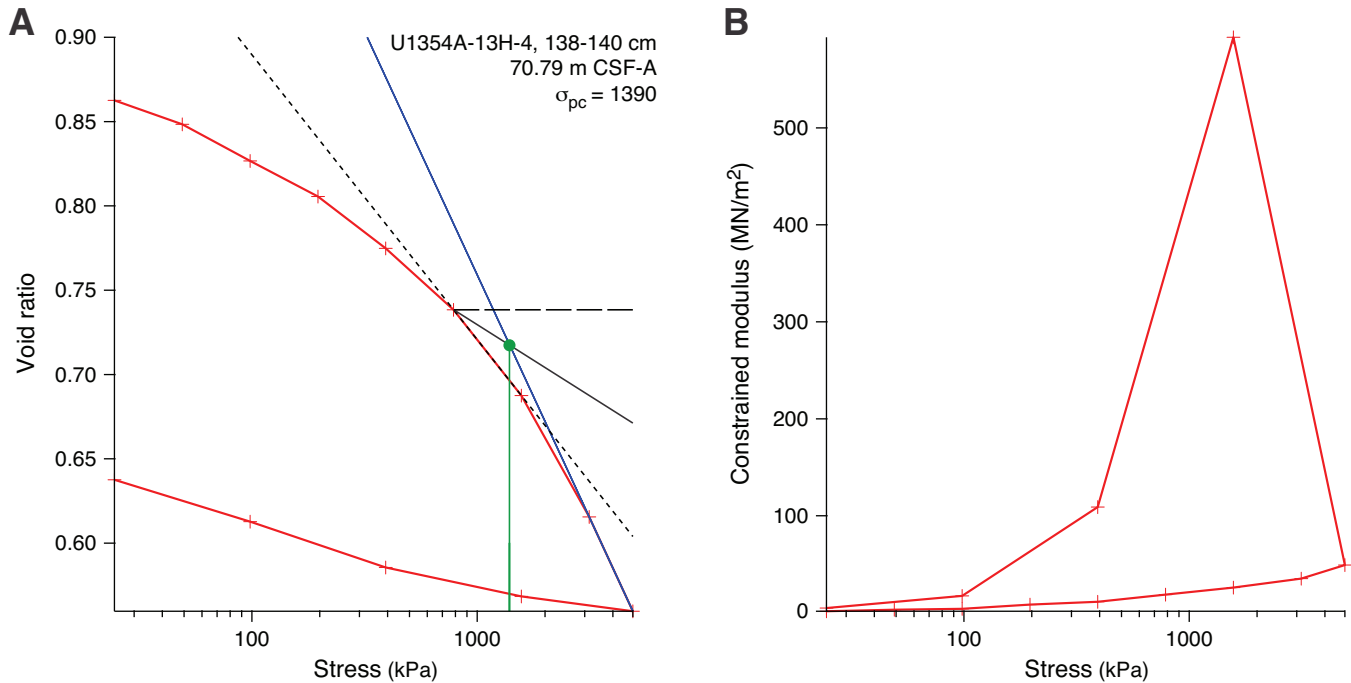 A
U1354A-13H-4, 138-140 cm
70.79 m CSF-A
σpc = 1390
0.90
0.85
0.80
0.75
0.70
0.65
0.60
Void ratio
100
1000
Stress (kPa)
B
500
400
300
200
100
0
Constrained modulus (MN/m²)
100
1000
Stress (kPa)